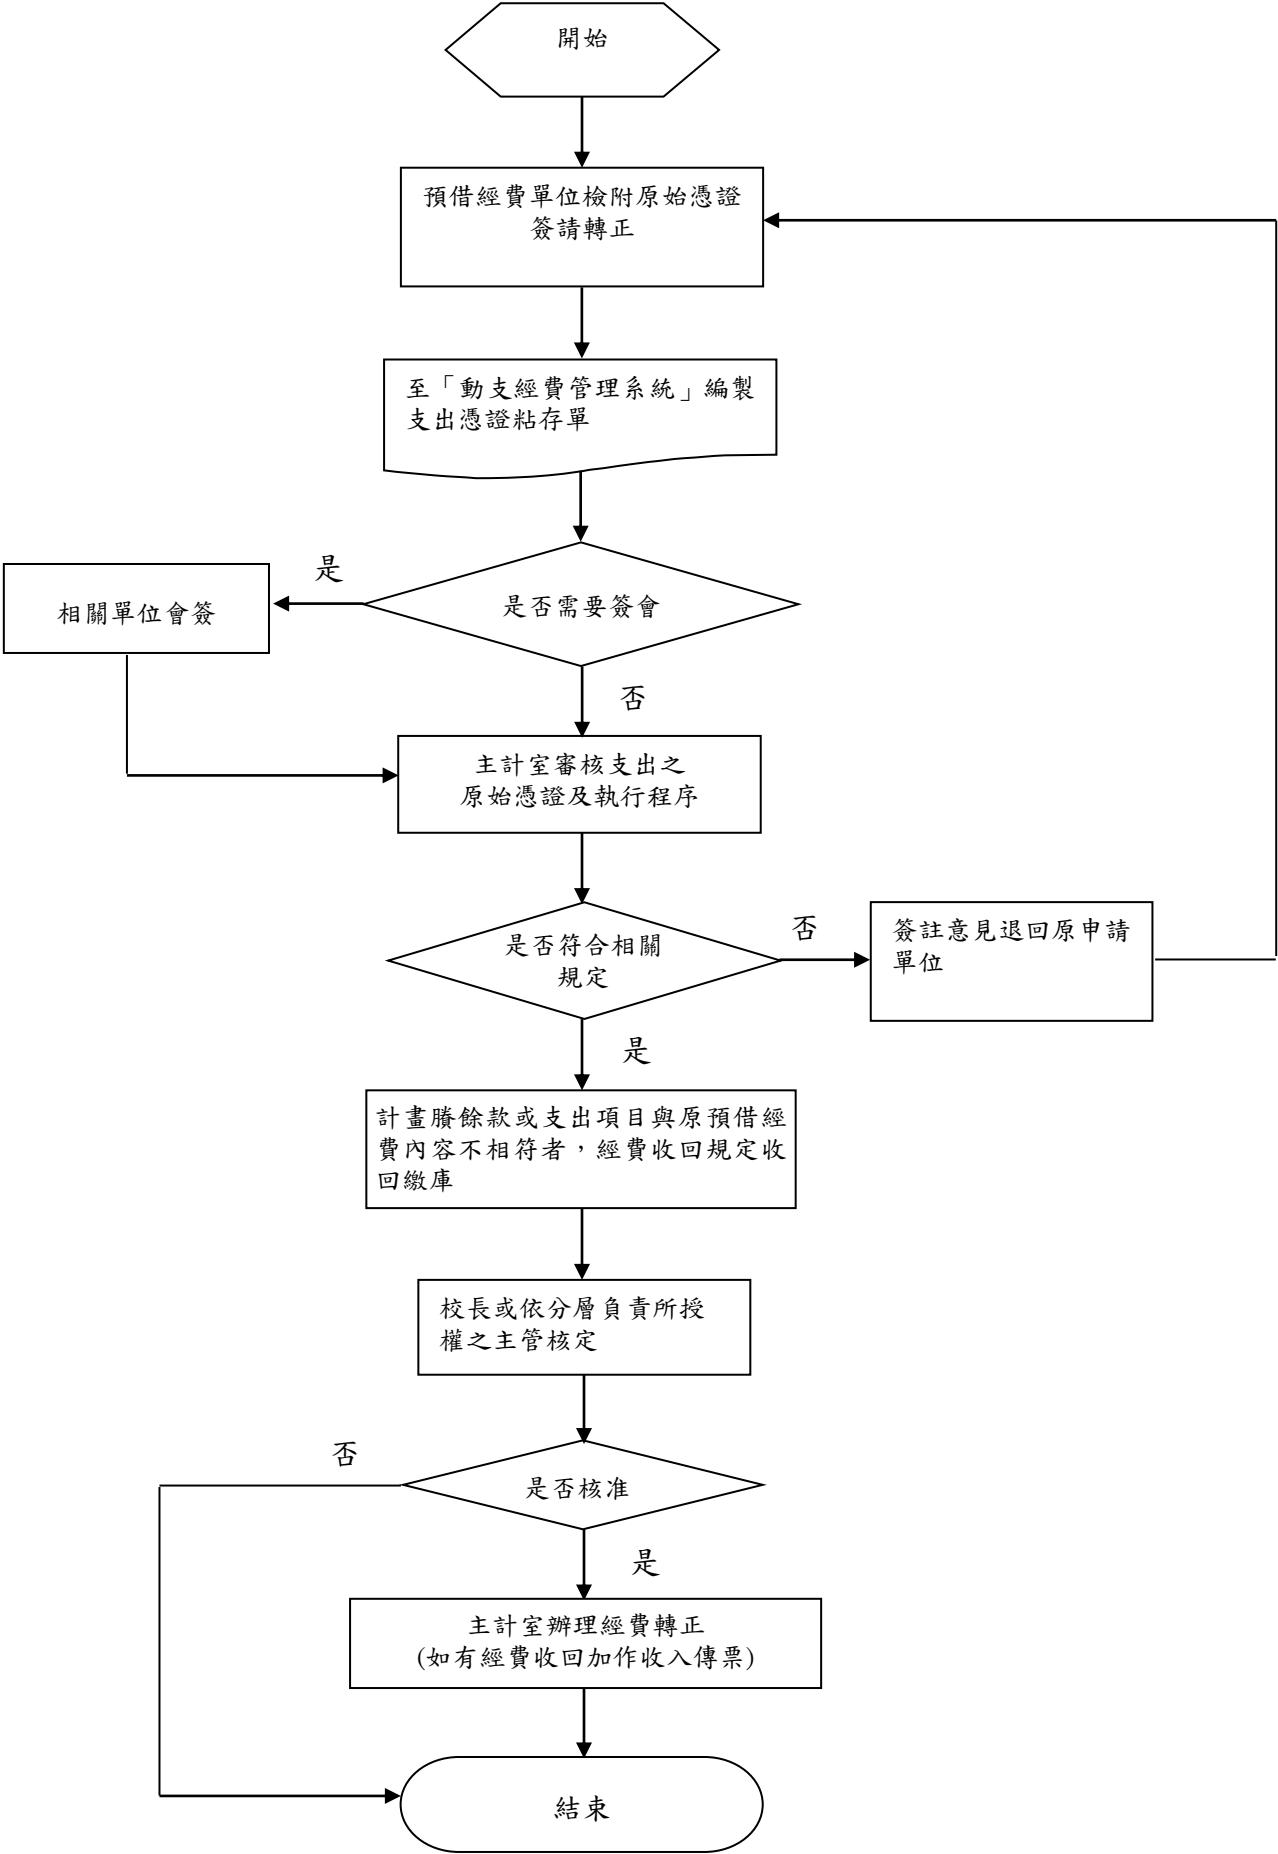 開始
預借經費單位檢附原始憑證
簽請轉正
至「動支經費管理系統」編製
支出憑證粘存單
是
相關單位會簽
是否需要簽會
否
主計室審核支出之
原始憑證及執行程序
是否符合相關
規定
否
簽註意見退回原申請
單位
是
計畫賸餘款或支出項目與原預借經
費內容不相符者，經費收回規定收
回繳庫
校長或依分層負責所授
權之主管核定
否
是否核准
是
主計室辦理經費轉正
(如有經費收回加作收入傳票)
結束